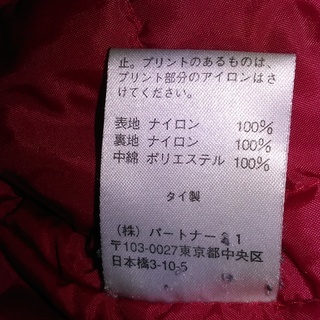 止。プリントのあるものは、
プリント部分のアイロンはさ
けてください。
表地 ナイロン 100%
裏地 ナイロン 100%
中綿 ポリエステル 100%
タイ製
(株) パートナー21
〒103-0027東京都中央区
日本橋3-10-5